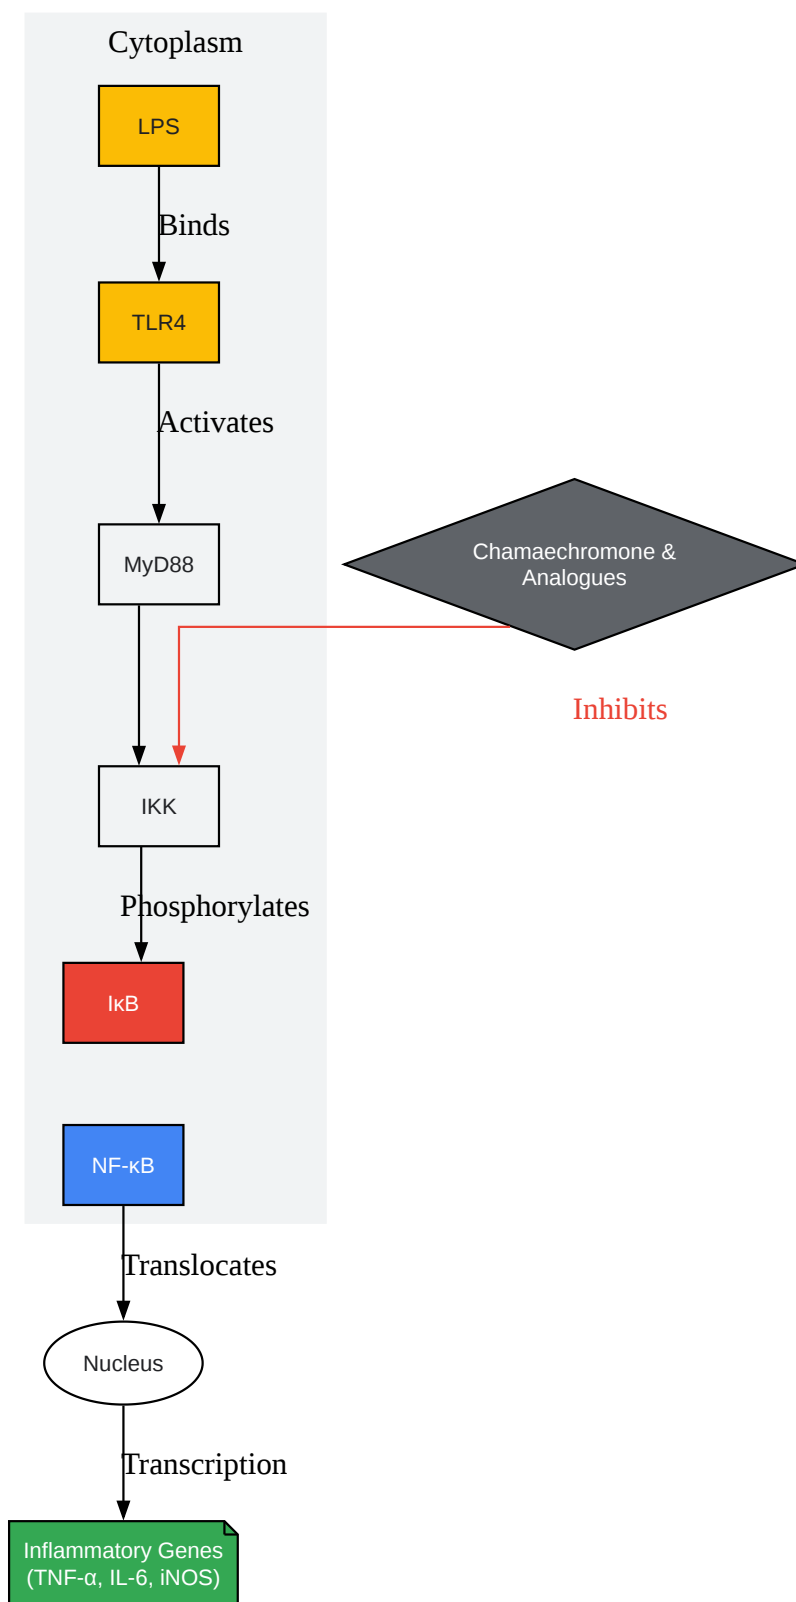 Cytoplasm
LPS
Binds
TLR4
Activates
MyD88
Chamaechromone &
Analogues
Inhibits
IKK
Phosphorylates
IκB
NF-κB
Translocates
Nucleus
Transcription
Inflammatory Genes
(TNF-α, IL-6, iNOS)